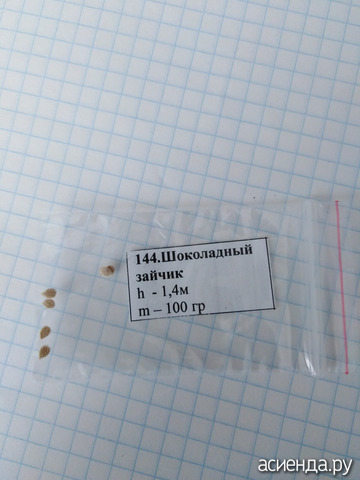 144.Шоколадный
зайчик
h - 1,4м
m – 100 гр
асиенда.ру